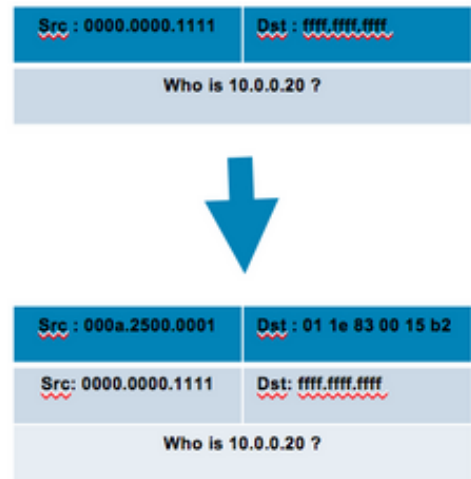 Src : 0000.0000.1111 Dst : ffff.ffff.ffff
Who is 10.0.0.20 ?
Src : 000a.2500.0001 Dst : 01 1e 83 00 15 b2
Src: 0000.0000.1111 Dst: ffff.ffff.ffff
Who is 10.0.0.20 ?